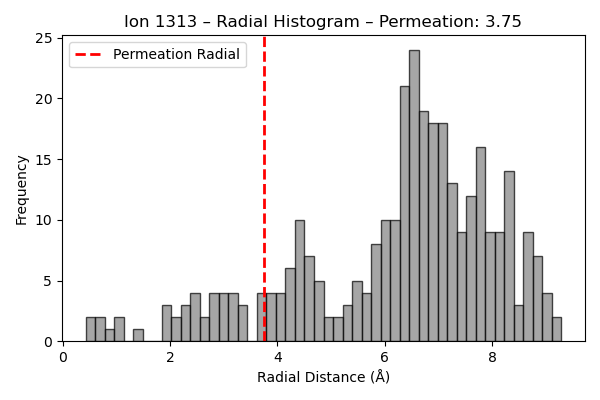 Ion 1313 – Radial Histogram – Permeation: 3.75
Permeation Radial
Frequency
25
20
15
10
5
0
0 2 4 6 8
Radial Distance (Å)